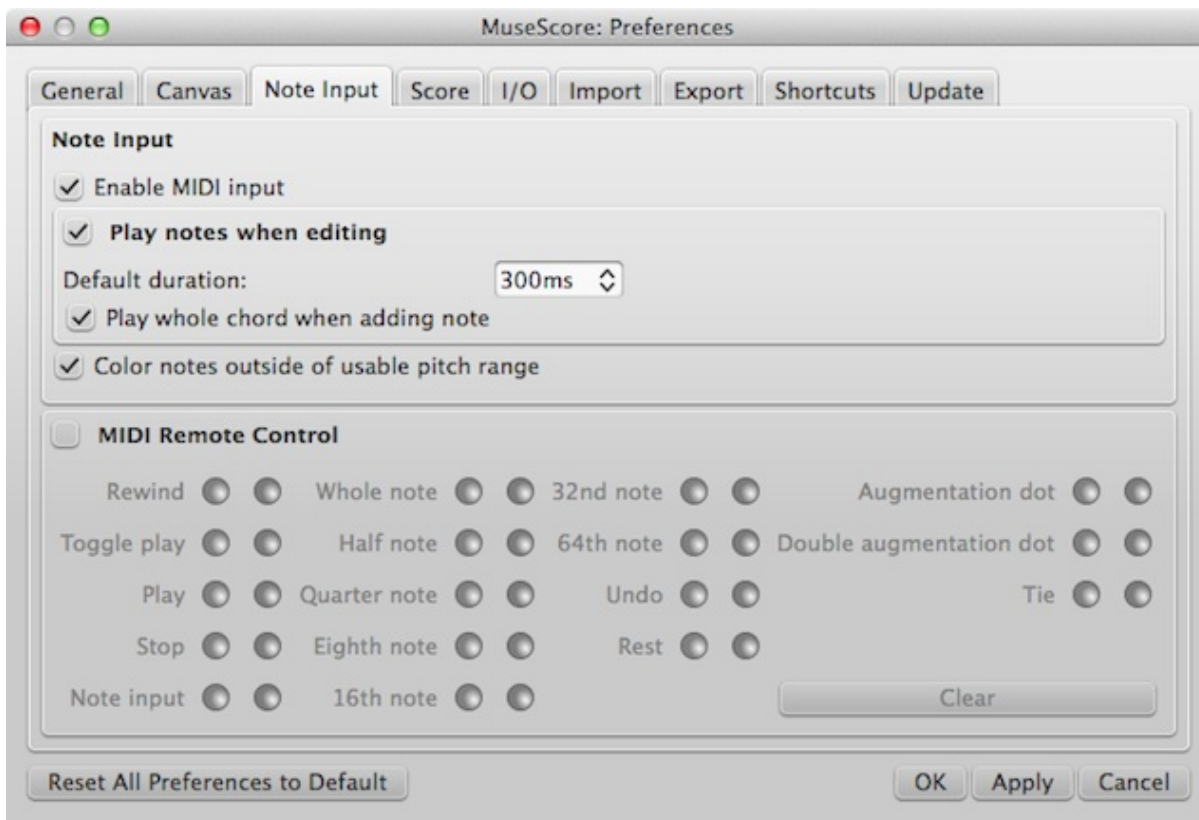 MuseScore: Preferences
General Canvas Note Input Score I/O Import Export Shortcuts Update
Note Input
Enable MIDI input
Play notes when editing
Default duration: 300ms
Play whole chord when adding note
Color notes outside of usable pitch range
MIDI Remote Control
Rewind Whole note 32nd note Augmentation dot
Toggle play Half note 64th note Double augmentation dot
Play Quarter note Undo Tie
Stop Eighth note Rest
Note input 16th note Clear
Reset All Preferences to Default OK Apply Cancel